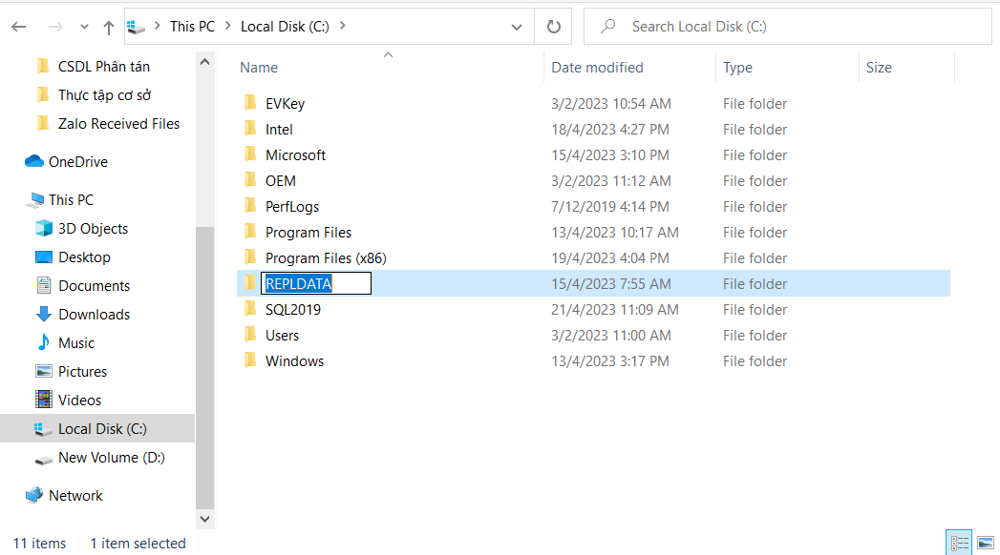 This PC > Local Disk (C:) >
Search Local Disk (C:)
CSDL Phân tán
Thực tập cơ sở
Zalo Received Files
OneDrive
This PC
3D Objects
Desktop
Documents
Downloads
Music
Pictures
Videos
Local Disk (C:)
New Volume (D:)
Network
Name Date modified Type Size
EVKey 3/2/2023 10:54 AM File folder
Intel 18/4/2023 4:27 PM File folder
Microsoft 15/4/2023 3:10 PM File folder
OEM 3/2/2023 11:12 AM File folder
PerfLogs 7/12/2019 4:14 PM File folder
Program Files 13/4/2023 10:17 AM File folder
Program Files (x86) 19/4/2023 4:04 PM File folder
REPLDATA 15/4/2023 7:55 AM File folder
SQL2019 21/4/2023 11:09 AM File folder
Users 3/2/2023 11:00 AM File folder
Windows 13/4/2023 3:17 PM File folder
11 items 1 item selected